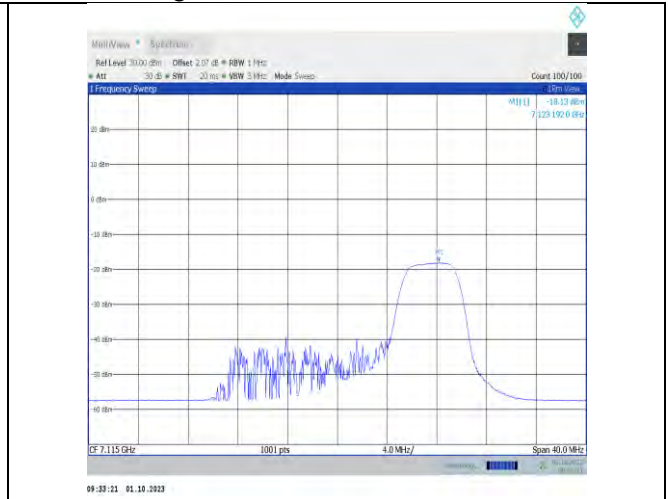 MultiView
Spectrum
Ref Level 30.00 dBm Offset 2.07 dB RBW 1 MHz
Att 30 dB SWT 20 ms VBW 3 MHz Mode Sweep Count 100/100
1 Frequency Sweep 1Rm View
M1[1] -18.13 dBm
7.123 192 0 GHz
20 dBm
10 dBm
0 dBm
-10 dBm
M1
-20 dBm
-30 dBm
-40 dBm
-50 dBm
-60 dBm
CF 7.115 GHz 1001 pts 4.0 MHz/ Span 40.0 MHz
09:33:21 01.10.2023